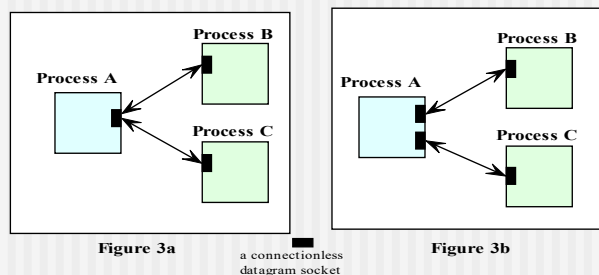 Process B
Process A
Process C
Figure 3a
Process B
Process A
Process C
Figure 3b
a connectionless
datagram socket